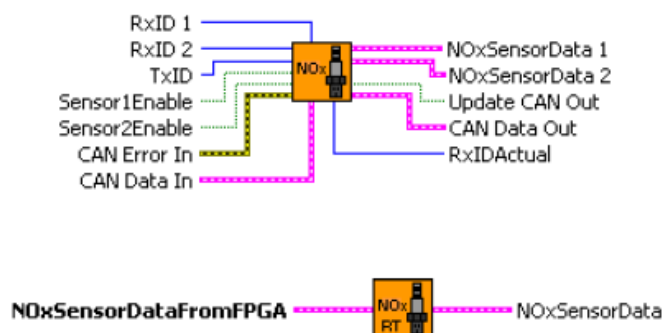 RxID 1
RxID 2
TxID
Sensor1Enable
Sensor2Enable
CAN Error In
CAN Data In
NOx
NOxSensorData 1
NOxSensorData 2
Update CAN Out
CAN Data Out
RxIDActual
NOxSensorDataFromFPGA
NOx
RT
NOxSensorData